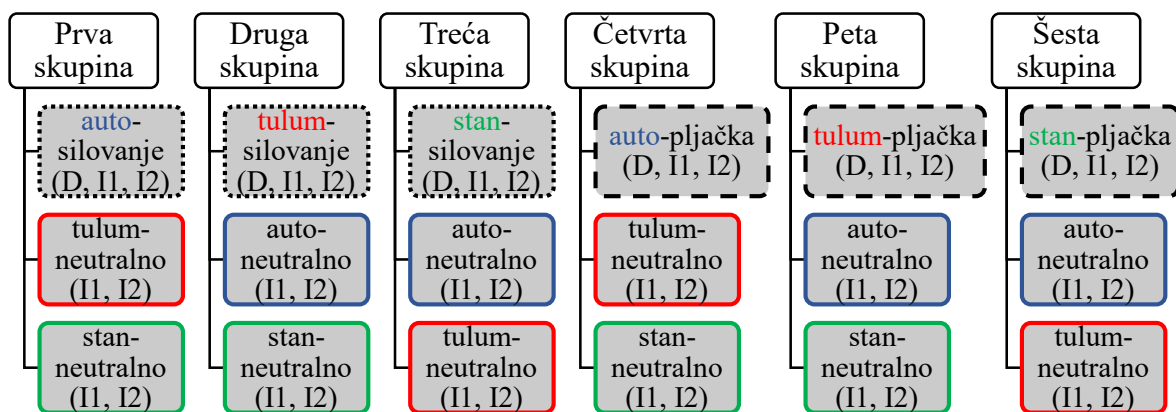 Prva
skupina
auto-
silovanje
(D, I1, I2)
tulum-
neutralno
(I1, I2)
stan-
neutralno
(I1, I2)
Druga
skupina
tulum-
silovanje
(D, I1, I2)
auto-
neutralno
(I1, I2)
stan-
neutralno
(I1, I2)
Treća
skupina
stan-
silovanje
(D, I1, I2)
auto-
neutralno
(I1, I2)
tulum-
neutralno
(I1, I2)
Četvrta
skupina
auto-pljačka
(D, I1, I2)
tulum-
neutralno
(I1, I2)
stan-
neutralno
(I1, I2)
Peta
skupina
tulum-pljačka
(D, I1, I2)
auto-
neutralno
(I1, I2)
stan-
neutralno
(I1, I2)
Šesta
skupina
stan-pljačka
(D, I1, I2)
auto-
neutralno
(I1, I2)
tulum-
neutralno
(I1, I2)